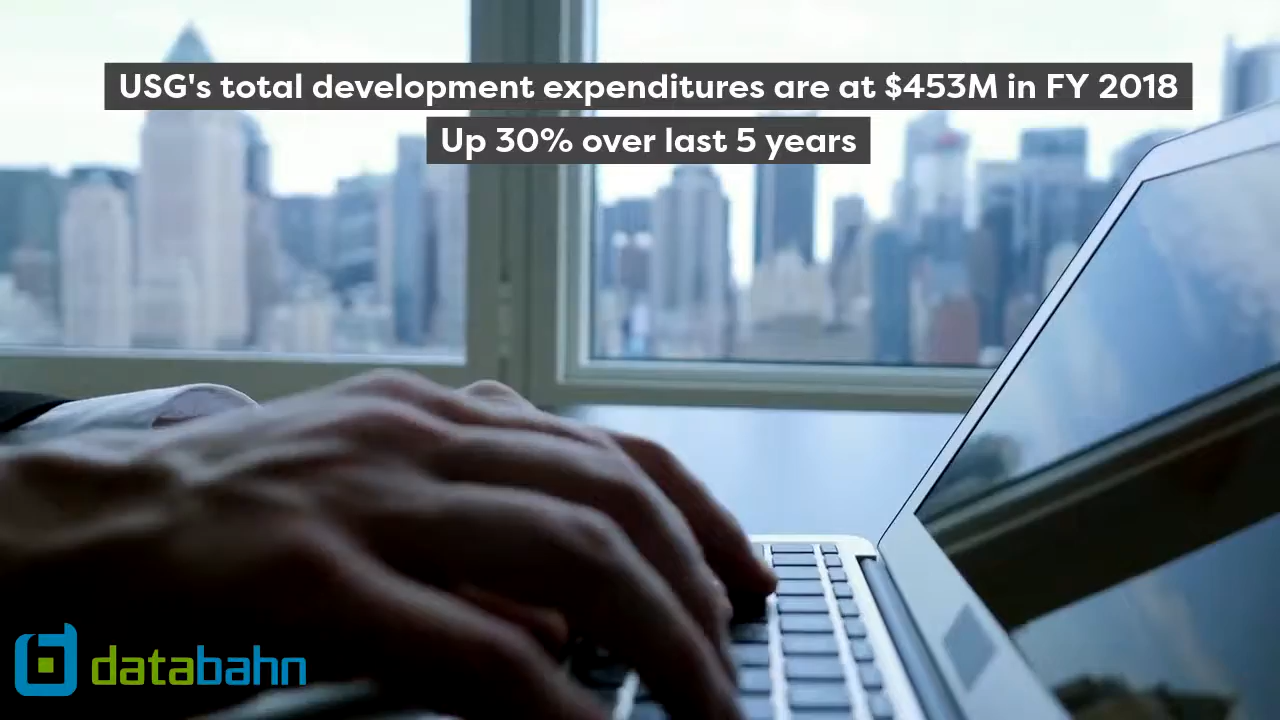 USG's total development expenditures are at $453M in FY 2018
Up 30% over last 5 years
databahn